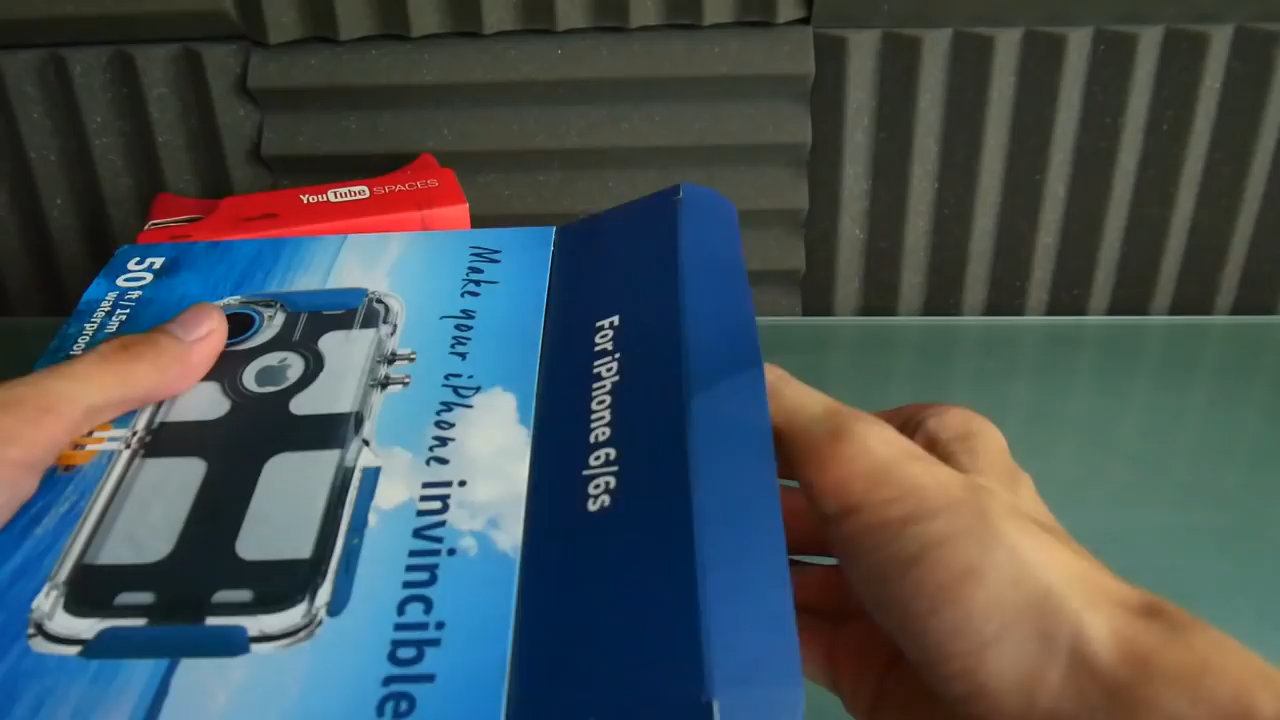 YouTube SPACES
50 ft / 15m
waterproof
Make your iPhone invincible
For iPhone 6|6s